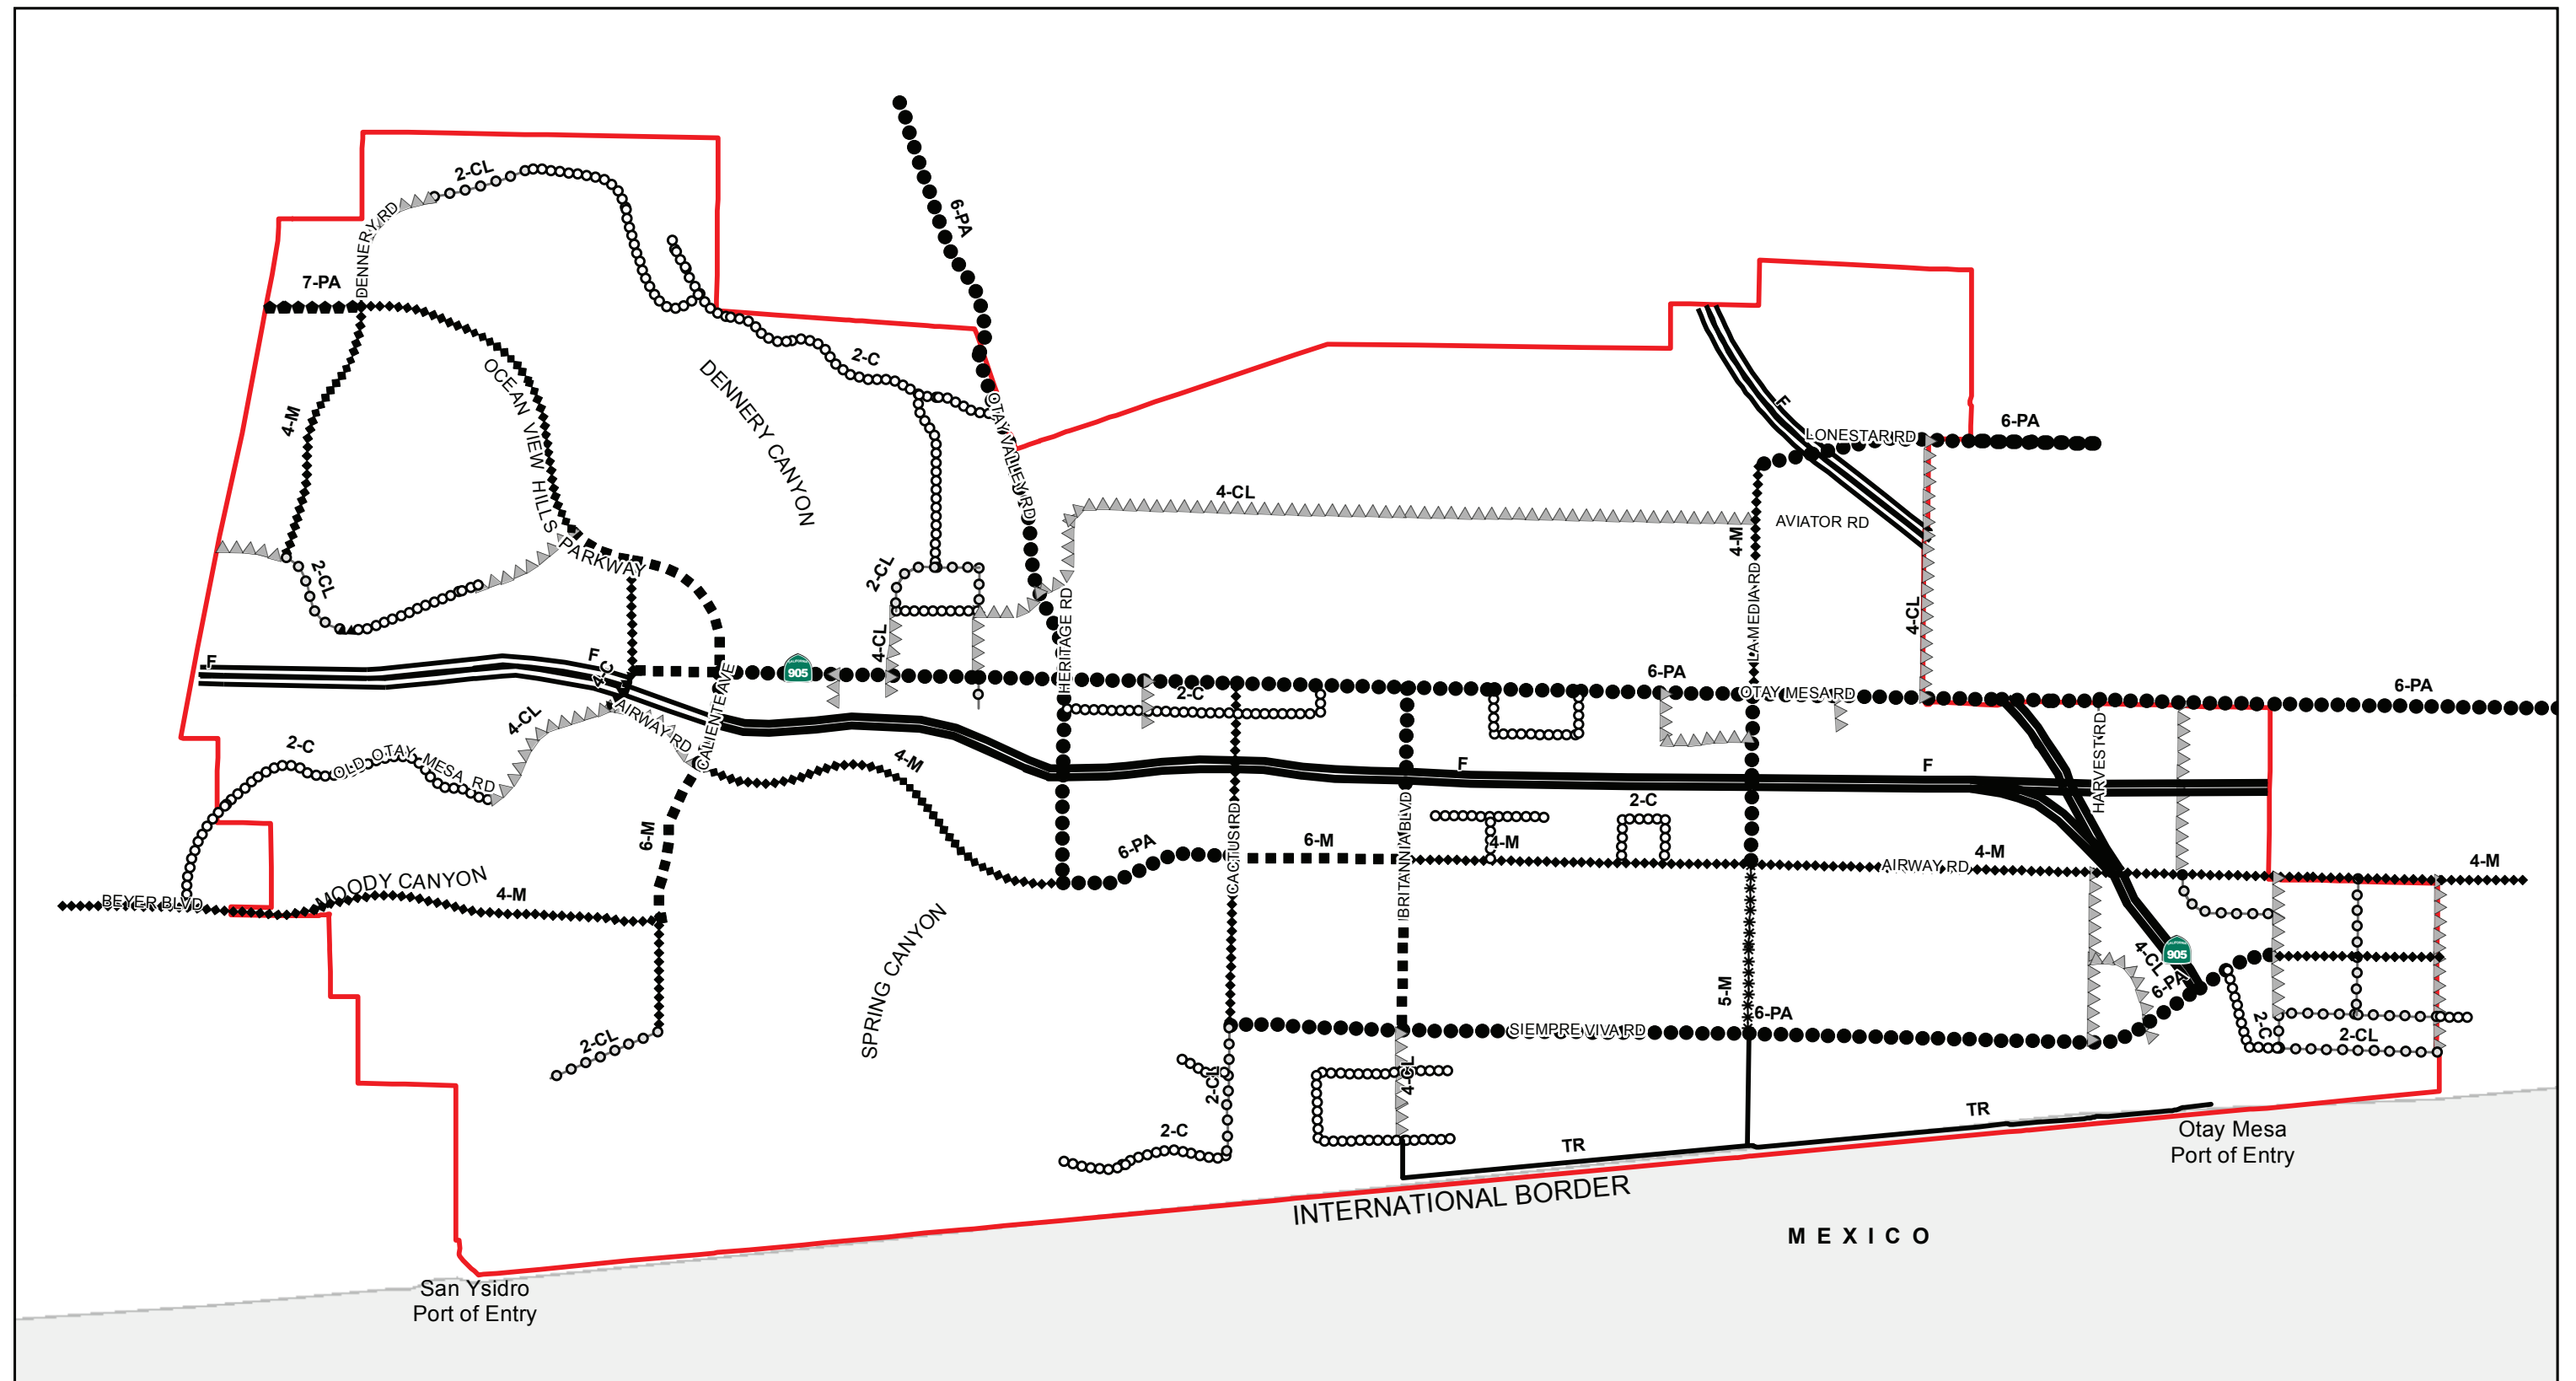 2-CL
6-PA
7-PA
DENNERY RD
2-C
OCEAN VIEW HILLS PARKWAY
4-M
DENNERY CANYON
OTAY VALLEY RD
F
LONESTAR RD
6-PA
4-CL
AVIATOR RD
4-M
2-CL
2-CL
4-CL
HERITAGE RD
LA MEDIA RD
4-CL
F
F
4-C
CALIFORNIA
905
CALIENTE AVE
6-PA
OTAY MESA RD
6-PA
2-C
4-CL
AIRWAY RD
HARVEST RD
2-C
OLD OTAY MESA RD
4-M
F
F
6-M
2-C
CACTUS RD
BRITANNIA BLVD
6-PA
6-M
4-M
AIRWAY RD
4-M
4-M
BEYER BLVD
MOODY CANYON
4-M
SPRING CANYON
4-CL
905
6-PA
5-M
6-PA
SIEMPRE VIVA RD
2-C
2-CL
2-CL
2-CL
4-CL
2-C
TR
TR
Otay Mesa
Port of Entry
INTERNATIONAL BORDER
MEXICO
San Ysidro
Port of Entry